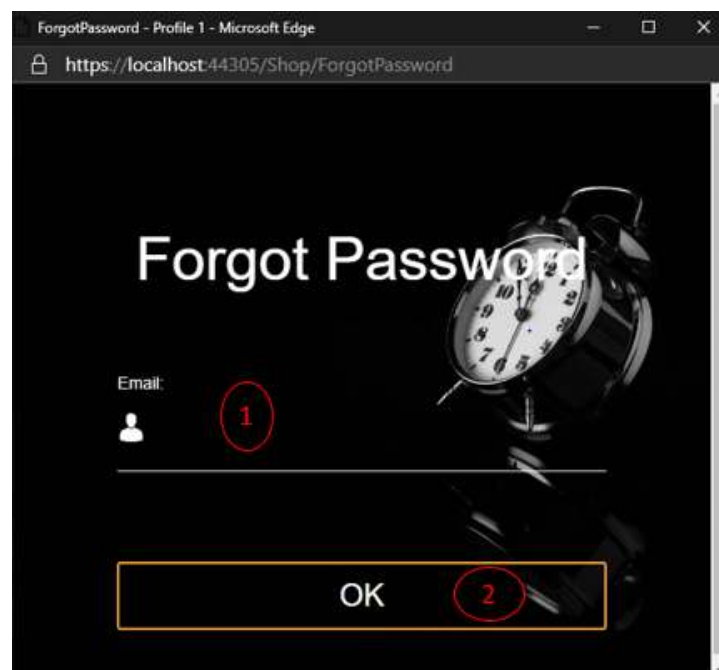 ForgotPassword - Profile 1 - Microsoft Edge
https://localhost:44305/Shop/ForgotPassword
Forgot Password
Email:
1
OK
2